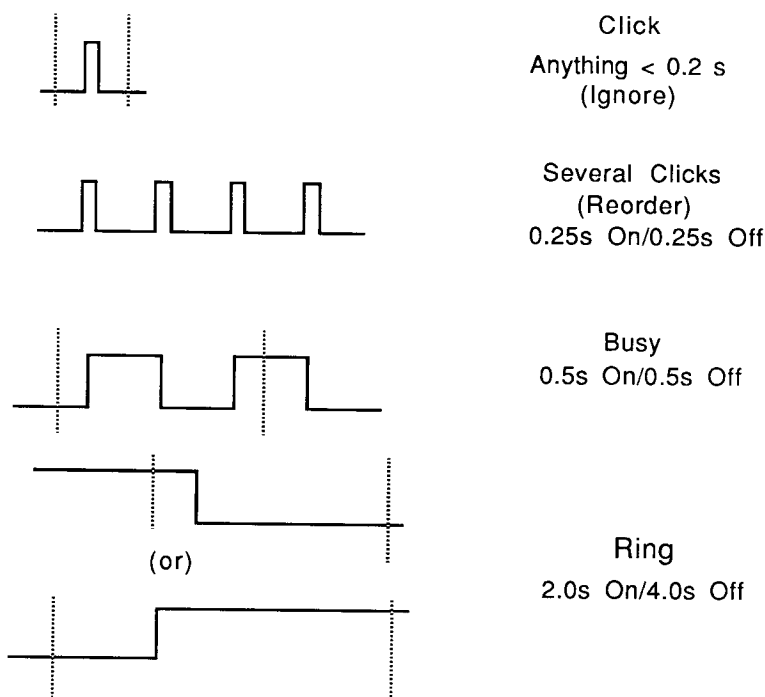 Click
Anything < 0.2 s
(Ignore)
Several Clicks
(Reorder)
0.25s On/0.25s Off
Busy
0.5s On/0.5s Off
(or)
Ring
2.0s On/4.0s Off